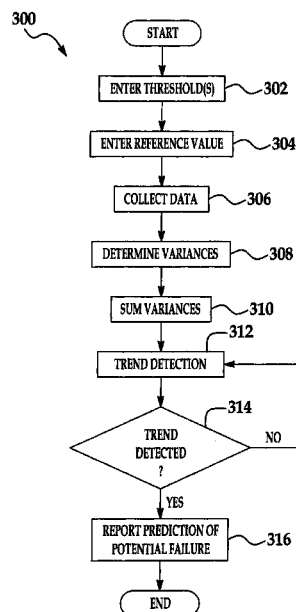 300
START
ENTER THRESHOLD(S)
302
ENTER REFERENCE VALUE
304
COLLECT DATA
306
DETERMINE VARIANCES
308
SUM VARIANCES
310
312
TREND DETECTION
314
TREND
DETECTED
?
NO
YES
REPORT PREDICTION OF
POTENTIAL FAILURE
316
END